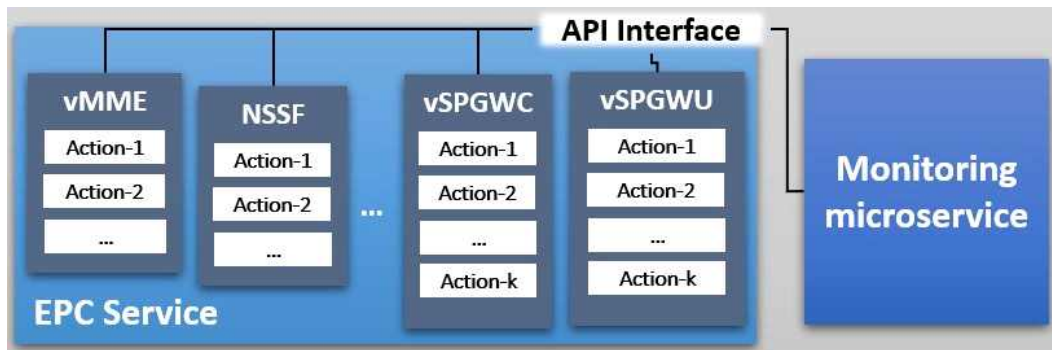 API Interface
vMME
Action-1
Action-2
...
NSSF
Action-1
Action-2
...
...
vSPGWC
Action-1
Action-2
...
Action-k
vSPGWU
Action-1
Action-2
...
Action-k
EPC Service
Monitoring
microservice